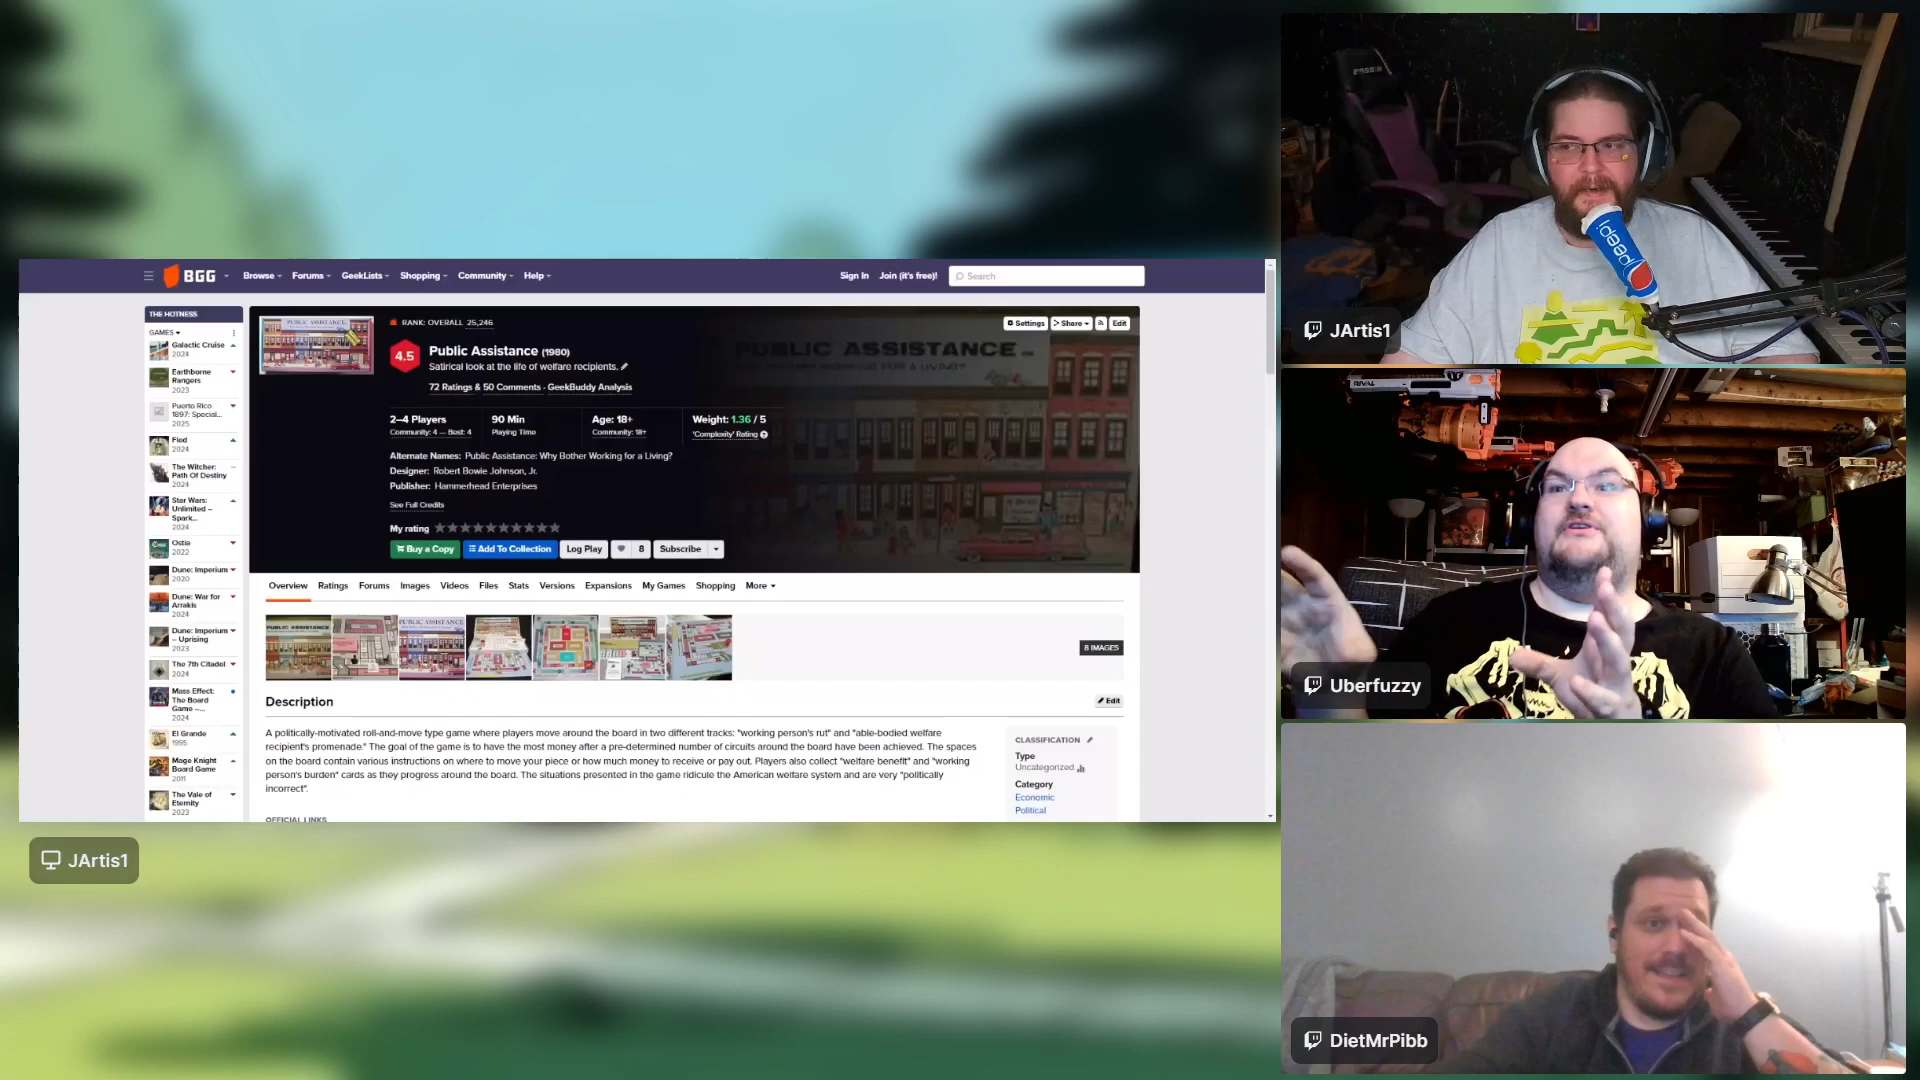 BGG
Browse
Forums
GeekLists
Shopping
Community
Help
Sign In
Join (it's free!)
Search
THE HOTNESS
GAMES
Galactic Cruise
2024
Earthborne
Rangers
2023
Puerto Rico
1897: Special...
2025
Fled
2024
The Witcher:
Path Of Destiny
2024
Star Wars:
Unlimited –
Spark...
2024
Ostia
2022
Dune: Imperium
2020
Dune: War for
Arrakis
2024
Dune: Imperium
– Uprising
2023
The 7th Citadel
2024
Mass Effect:
The Board
Game –...
2024
El Grande
1995
Mage Knight
Board Game
2011
The Vale of
Eternity
2023
PUBLIC ASSISTANCE
RANK: OVERALL 25,246
Settings
Share
Edit
4.5
Public Assistance (1980)
Satirical look at the life of welfare recipients.
72 Ratings & 50 Comments · GeekBuddy Analysis
2–4 Players
Community: 4 — Best: 4
90 Min
Playing Time
Age: 18+
Community: 18+
Weight: 1.36 / 5
'Complexity' Rating
Alternate Names: Public Assistance: Why Bother Working for a Living?
Designer: Robert Bowie Johnson, Jr.
Publisher: Hammerhead Enterprises
See Full Credits
My rating
Buy a Copy
Add To Collection
Log Play
8
Subscribe
PUBLIC ASSISTANCE
Overview
Ratings
Forums
Images
Videos
Files
Stats
Versions
Expansions
My Games
Shopping
More
PUBLIC ASSISTANCE
PUBLIC ASSISTANCE
8 IMAGES
Description
Edit
A politically-motivated roll-and-move type game where players move around the board in two different tracks: "working person's rut" and "able-bodied welfare
recipient's promenade." The goal of the game is to have the most money after a pre-determined number of circuits around the board have been achieved. The spaces
on the board contain various instructions on where to move your piece or how much money to receive or pay out. Players also collect "welfare benefit" and "working
person's burden" cards as they progress around the board. The situations presented in the game ridicule the American welfare system and are very "politically
incorrect".
OFFICIAL LINKS
CLASSIFICATION
Type
Uncategorized
Category
Economic
Political
JArtis1
pepsi
JArtis1
RIVAL
Uberfuzzy
DietMrPibb